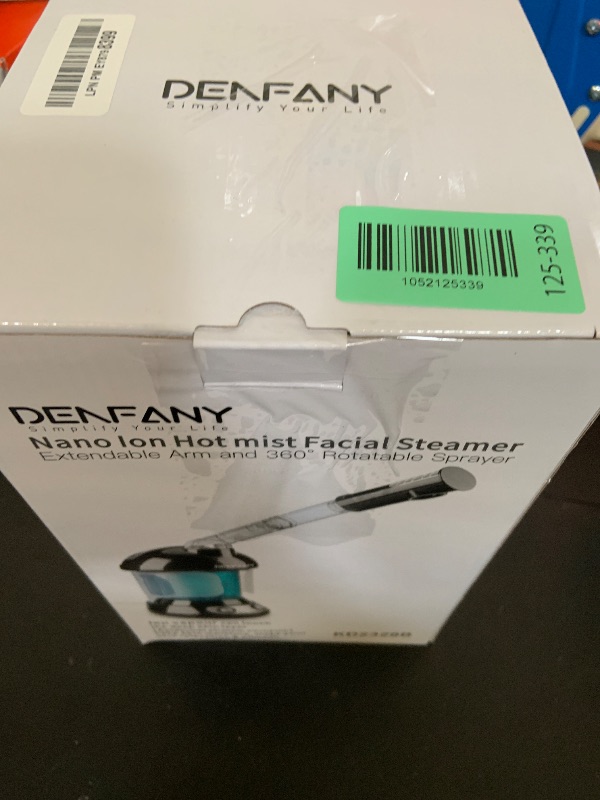 LPN PM EY879 8399
DENFANY
Simplify Your Life
1052125339
125-339
DENFANY
Simplify Your Life
Nano Ion Hot mist Facial Steamer
Extendable Arm and 360° Rotatable Sprayer